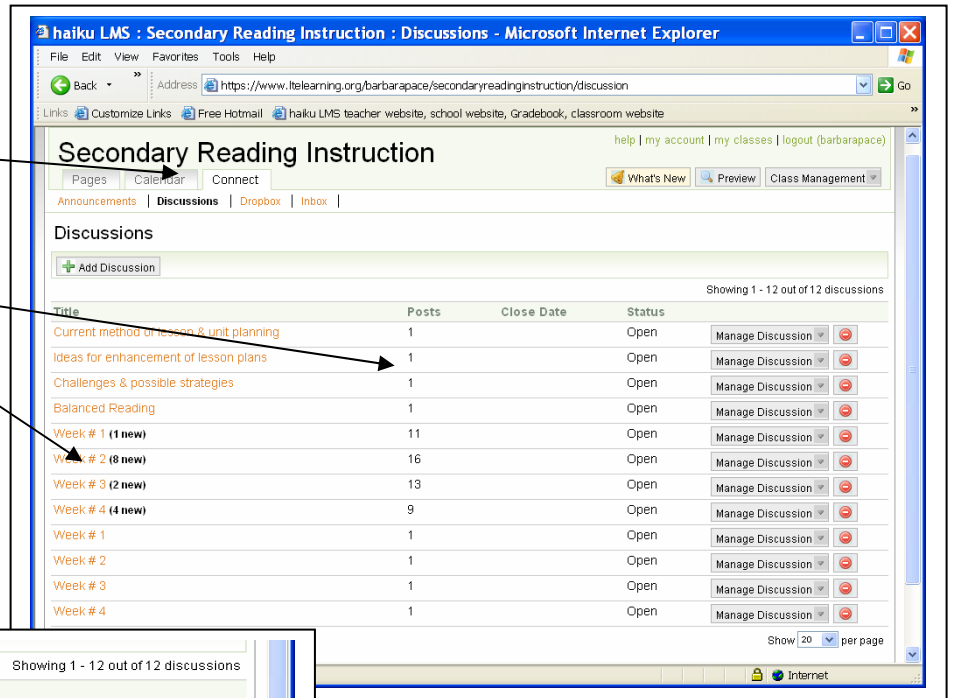 haiku LMS : Secondary Reading Instruction : Discussions - Microsoft Internet Explorer
File Edit View Favorites Tools Help
Back » Address https://www.ltelearning.org/barbarapace/secondaryreadinginstruction/discussion Go
Links Customize Links Free Hotmail haiku LMS teacher website, school website, Gradebook, classroom website »
help | my account | my classes | logout (barbarapace)
Secondary Reading Instruction
Pages Calendar Connect What's New Preview Class Management
Announcements | Discussions | Dropbox | Inbox |
Discussions
Add Discussion
Showing 1 - 12 out of 12 discussions
Title Posts Close Date Status
Current method of lesson & unit planning 1 Open Manage Discussion
Ideas for enhancement of lesson plans 1 Open Manage Discussion
Challenges & possible strategies 1 Open Manage Discussion
Balanced Reading 1 Open Manage Discussion
Week # 1 (1 new) 11 Open Manage Discussion
Week # 2 (8 new) 16 Open Manage Discussion
Week # 3 (2 new) 13 Open Manage Discussion
Week # 4 (4 new) 9 Open Manage Discussion
Week # 1 1 Open Manage Discussion
Week # 2 1 Open Manage Discussion
Week # 3 1 Open Manage Discussion
Week # 4 1 Open Manage Discussion
Show 20 per page
Showing 1 - 12 out of 12 discussions
Internet